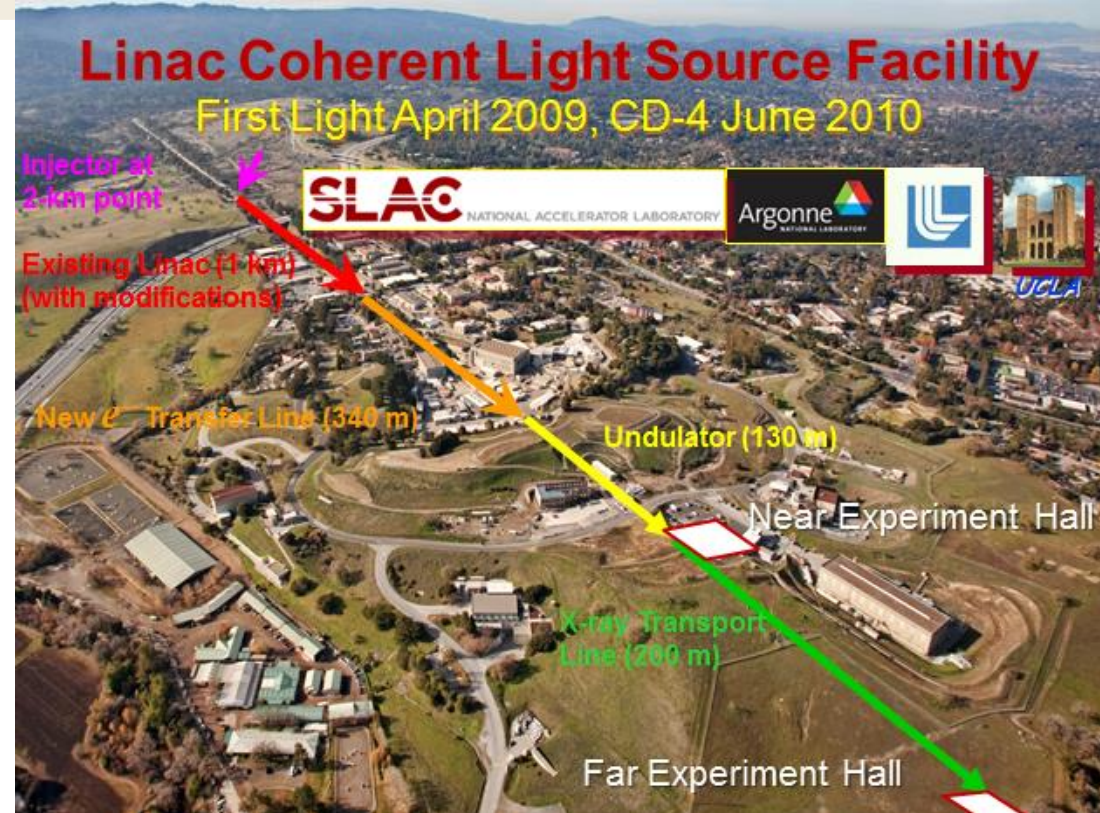 Linac Coherent Light Source Facility
First Light April 2009, CD-4 June 2010
Injector at
2-km point
SLAC NATIONAL ACCELERATOR LABORATORY
Argonne
NATIONAL LABORATORY
UCLA
Existing Linac (1 km)
(with modifications)
New e⁻ Transfer Line (340 m)
Undulator (130 m)
Near Experiment Hall
X-ray Transport
Line (200 m)
Far Experiment Hall